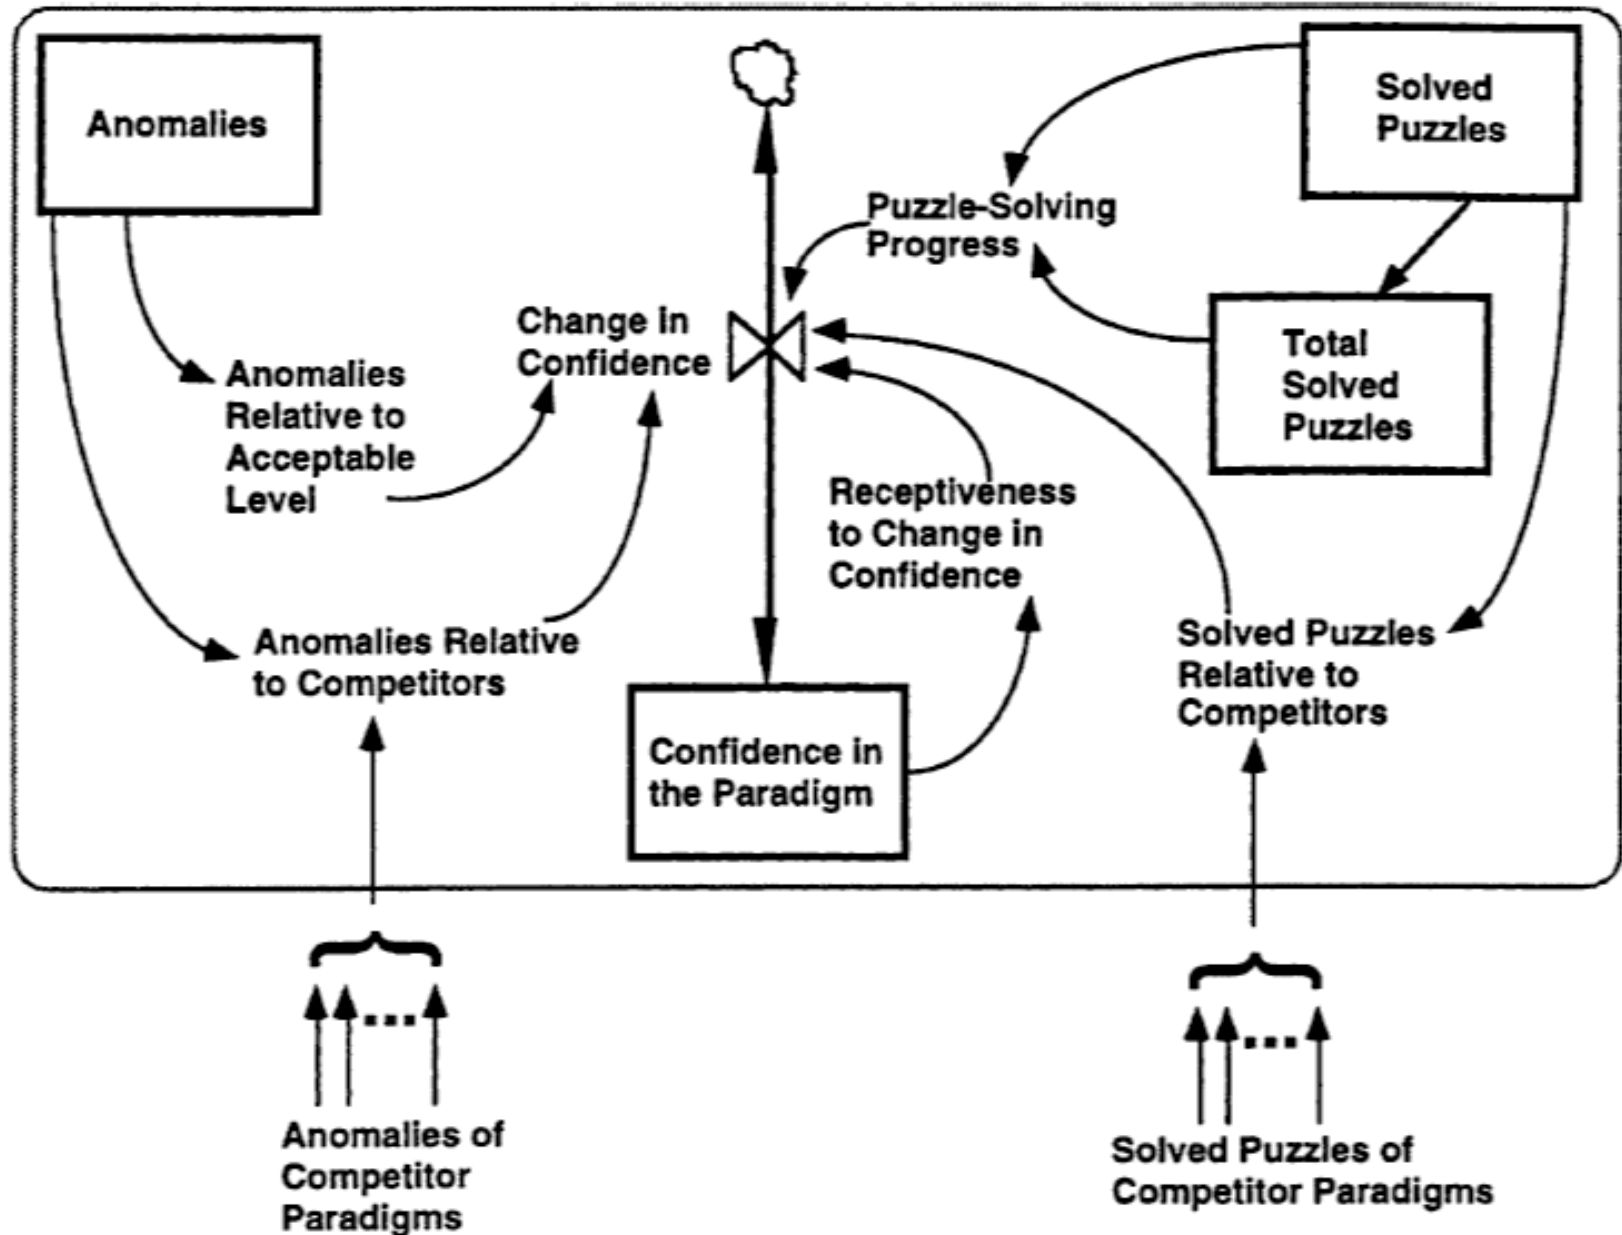 Anomalies
Solved
Puzzles
Puzzle-Solving
Progress
Change in
Confidence
Total
Solved
Puzzles
Anomalies
Relative to
Acceptable
Level
Receptiveness
to Change in
Confidence
Anomalies Relative
to Competitors
Solved Puzzles
Relative to
Competitors
Confidence in
the Paradigm
...
...
Anomalies of
Competitor
Paradigms
Solved Puzzles of
Competitor Paradigms